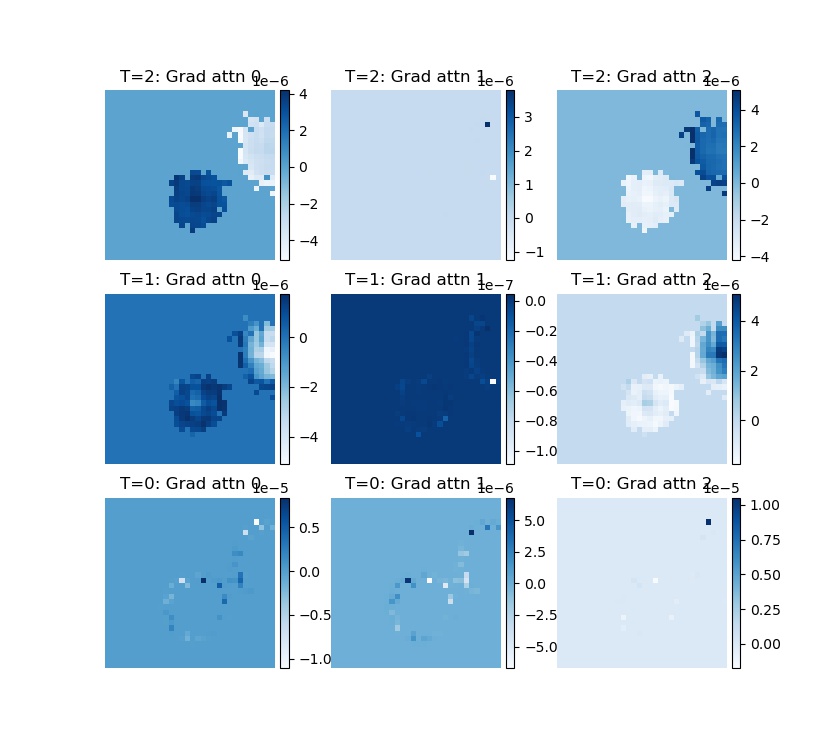 T=2: Grad attn 0
1e−6
T=2: Grad attn 1
1e−6
T=2: Grad attn 2
1e−6
4
2
0
−2
−4
3
2
1
0
−1
4
2
0
−2
−4
T=1: Grad attn 0
1e−6
T=1: Grad attn 1
1e−7
T=1: Grad attn 2
1e−6
0
−2
−4
0.0
−0.2
−0.4
−0.6
−0.8
−1.0
4
2
0
T=0: Grad attn 0
1e−5
T=0: Grad attn 1
1e−6
T=0: Grad attn 2
1e−5
0.5
0.0
−0.5
−1.0
5.0
2.5
0.0
−2.5
−5.0
1.00
0.75
0.50
0.25
0.00